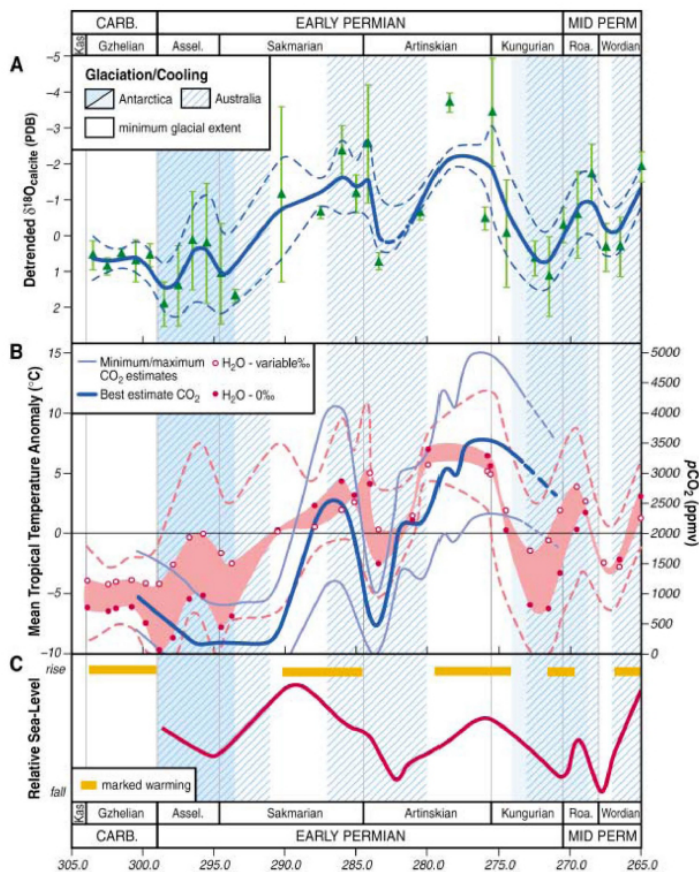 CARB. EARLY PERMIAN MID PERM
Kas Gzhelian Assel. Sakmarian Artinskian Kungurian Roa. Wordian
A
Glaciation/Cooling
Antarctica Australia
minimum glacial extent
Detrended δ18Ocalcite (PDB)
-5
-4
-3
-2
-1
0
1
2
B
Minimum/maximum
CO2 estimates
Best estimate CO2
H2O - variable‰
H2O - 0‰
Mean Tropical Temperature Anomaly (°C)
15
10
5
0
-5
-10
pCO2 (ppmv)
5000
4500
4000
3500
3000
2500
2000
1500
1000
500
0
C
Relative Sea-Level
rise
fall
marked warming
Kas Gzhelian Assel. Sakmarian Artinskian Kungurian Roa. Wordian
CARB. EARLY PERMIAN MID PERM
305.0 300.0 295.0 290.0 285.0 280.0 275.0 270.0 265.0